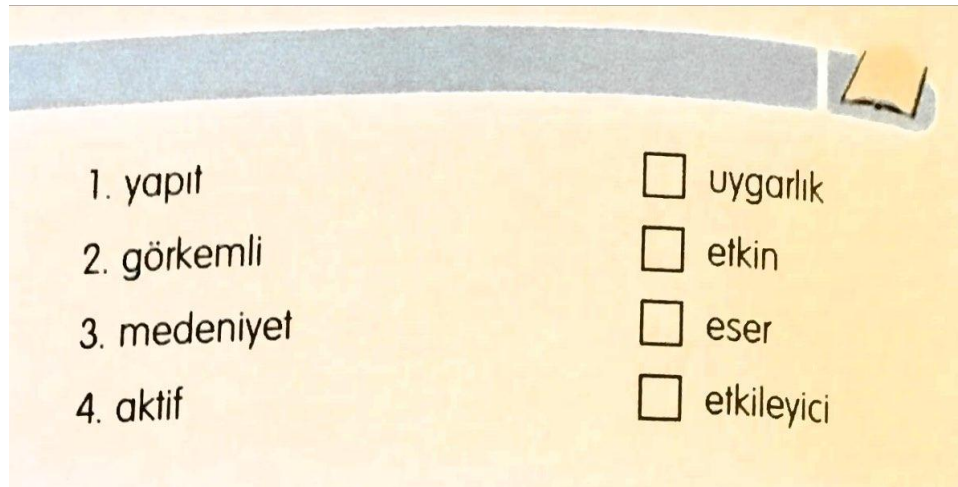 1. yapıt uygarlık
2. görkemli etkin
3. medeniyet eser
4. aktif etkileyici